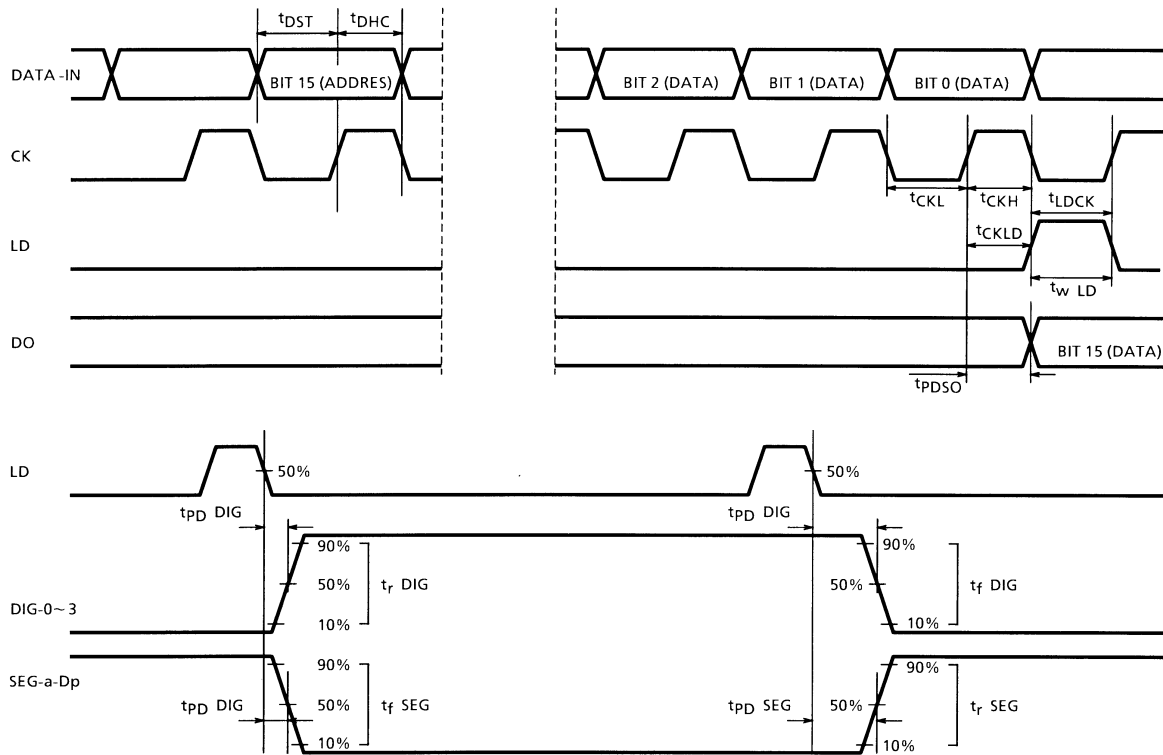 tDST tDHC
DATA-IN BIT 15 (ADDRES) BIT 2 (DATA) BIT 1 (DATA) BIT 0 (DATA)
CK
tCKL tCKH tLDCK
LD tCKLD
tw LD
DO BIT 15 (DATA)
tPDSO
LD 50% 50%
tPD DIG tPD DIG
90% 90%
50% tr DIG 50% tf DIG
DIG-0~3 10% 10%
SEG-a-Dp 90% 90%
tPD DIG 50% tf SEG tPD SEG 50% tr SEG
10% 10%